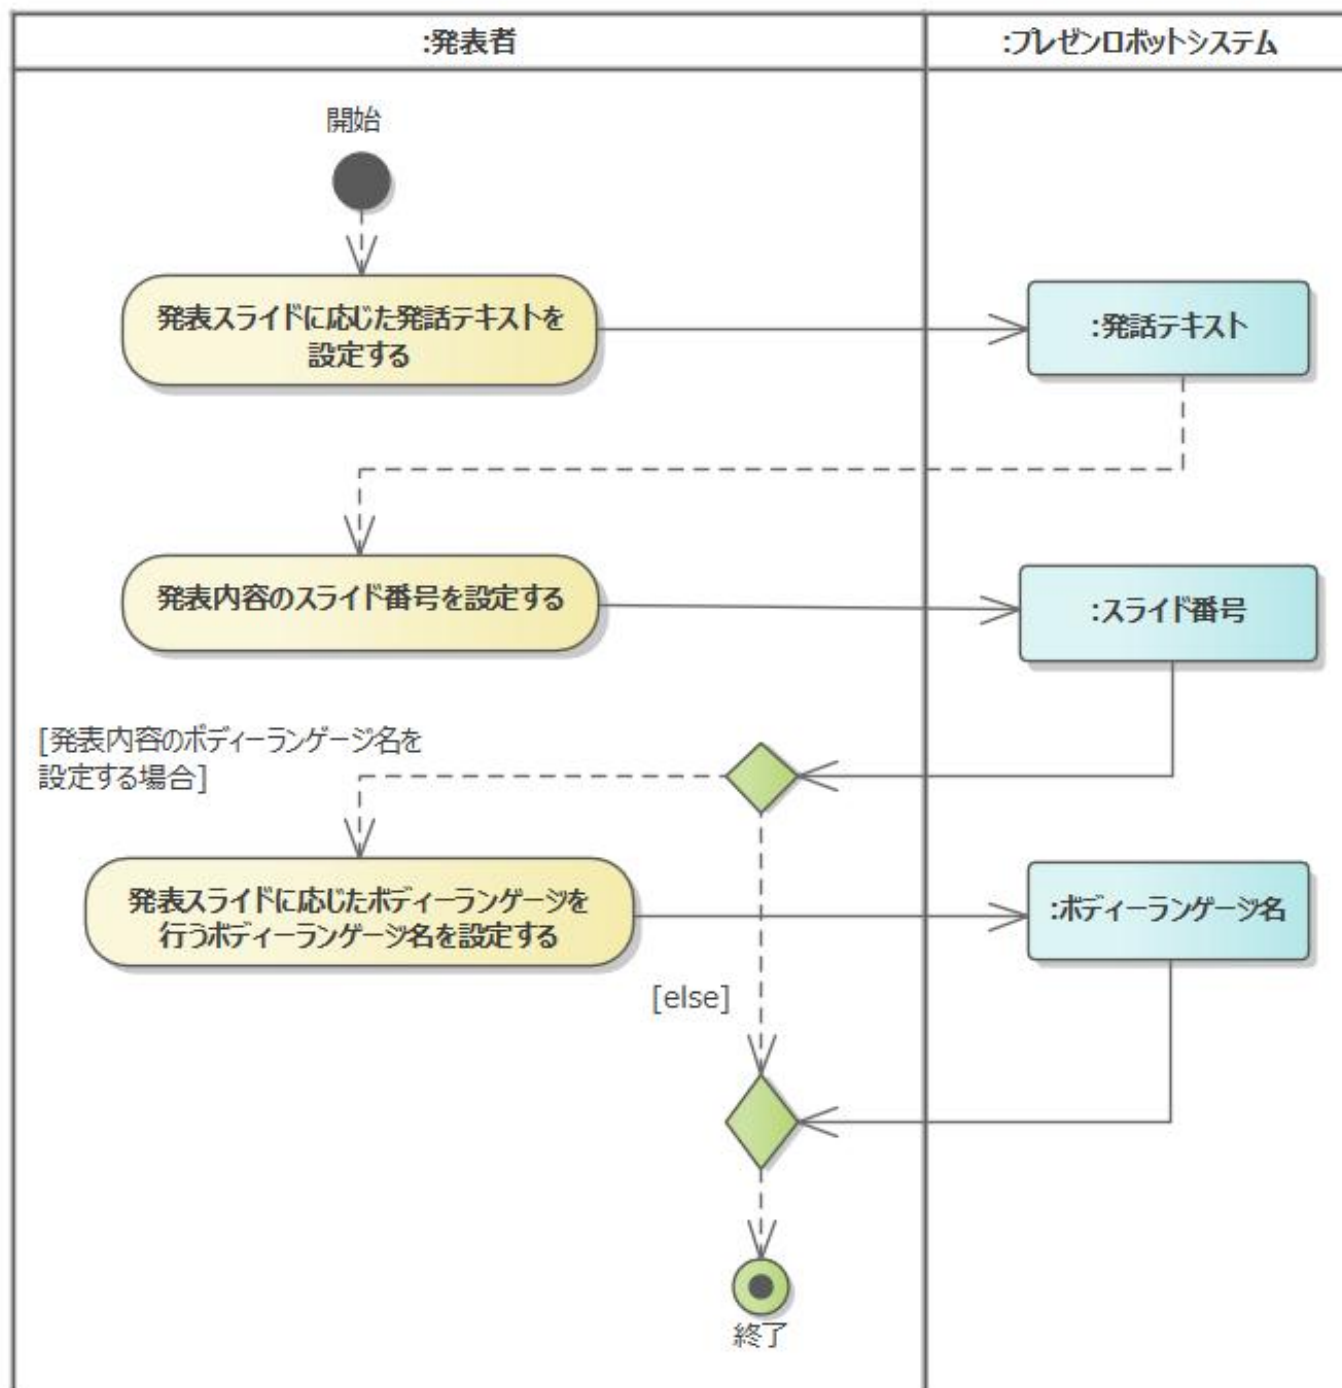 :発表者
:プレゼンロボットシステム
開始
発表スライドに応じた発話テキストを
設定する
:発話テキスト
発表内容のスライド番号を設定する
:スライド番号
[発表内容のボディーランゲージ名を
設定する場合]
発表スライドに応じたボディーランゲージを
行うボディーランゲージ名を設定する
:ボディーランゲージ名
[else]
終了